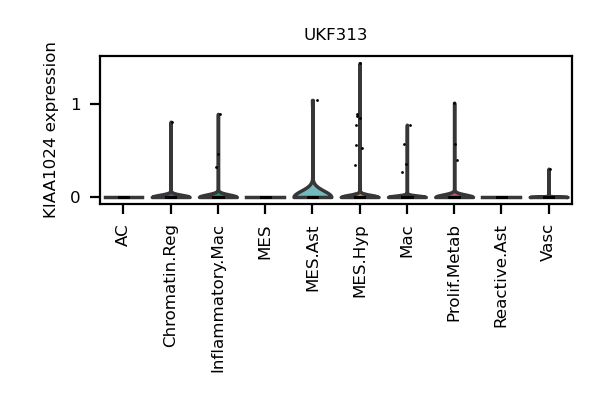 UKF313
KIAA1024 expression
1
0
AC
Chromatin.Reg
Inflammatory.Mac
MES
MES.Ast
MES.Hyp
Mac
Prolif.Metab
Reactive.Ast
Vasc